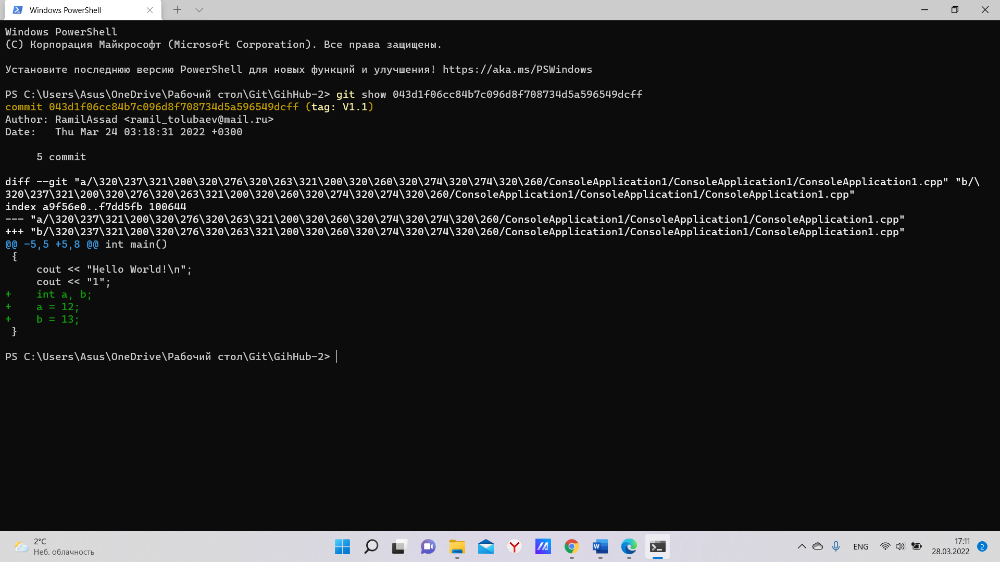 Windows PowerShell
Windows PowerShell
(C) Корпорация Майкрософт (Microsoft Corporation). Все права защищены.
Установите последнюю версию PowerShell для новых функций и улучшения! https://aka.ms/PSWindows
PS C:\Users\Asus\OneDrive\Рабочий стол\Git\GihHub-2> git show 043d1f06cc84b7c096d8f708734d5a596549dcff
commit 043d1f06cc84b7c096d8f708734d5a596549dcff (tag: V1.1)
Author: RamilAssad <ramil_tolubaev@mail.ru>
Date:   Thu Mar 24 03:18:31 2022 +0300
     5 commit
diff --git "a/\320\237\321\200\320\276\320\263\321\200\320\260\320\274\320\274\320\260/ConsoleApplication1/ConsoleApplication1/ConsoleApplication1.cpp" "b/\
320\237\321\200\320\276\320\263\321\200\320\260\320\274\320\274\320\260/ConsoleApplication1/ConsoleApplication1/ConsoleApplication1.cpp"
index a9f56e0..f7dd5fb 100644
--- "a/\320\237\321\200\320\276\320\263\321\200\320\260\320\274\320\274\320\260/ConsoleApplication1/ConsoleApplication1/ConsoleApplication1.cpp"
+++ "b/\320\237\321\200\320\276\320\263\321\200\320\260\320\274\320\274\320\260/ConsoleApplication1/ConsoleApplication1/ConsoleApplication1.cpp"
@@ -5,5 +5,8 @@ int main()
 {
     cout << "Hello World!\n";
     cout << "1";
+    int a, b;
+    a = 12;
+    b = 13;
 }
PS C:\Users\Asus\OneDrive\Рабочий стол\Git\GihHub-2>
2°C
Неб. облачность
ENG
17:11
28.03.2022
2